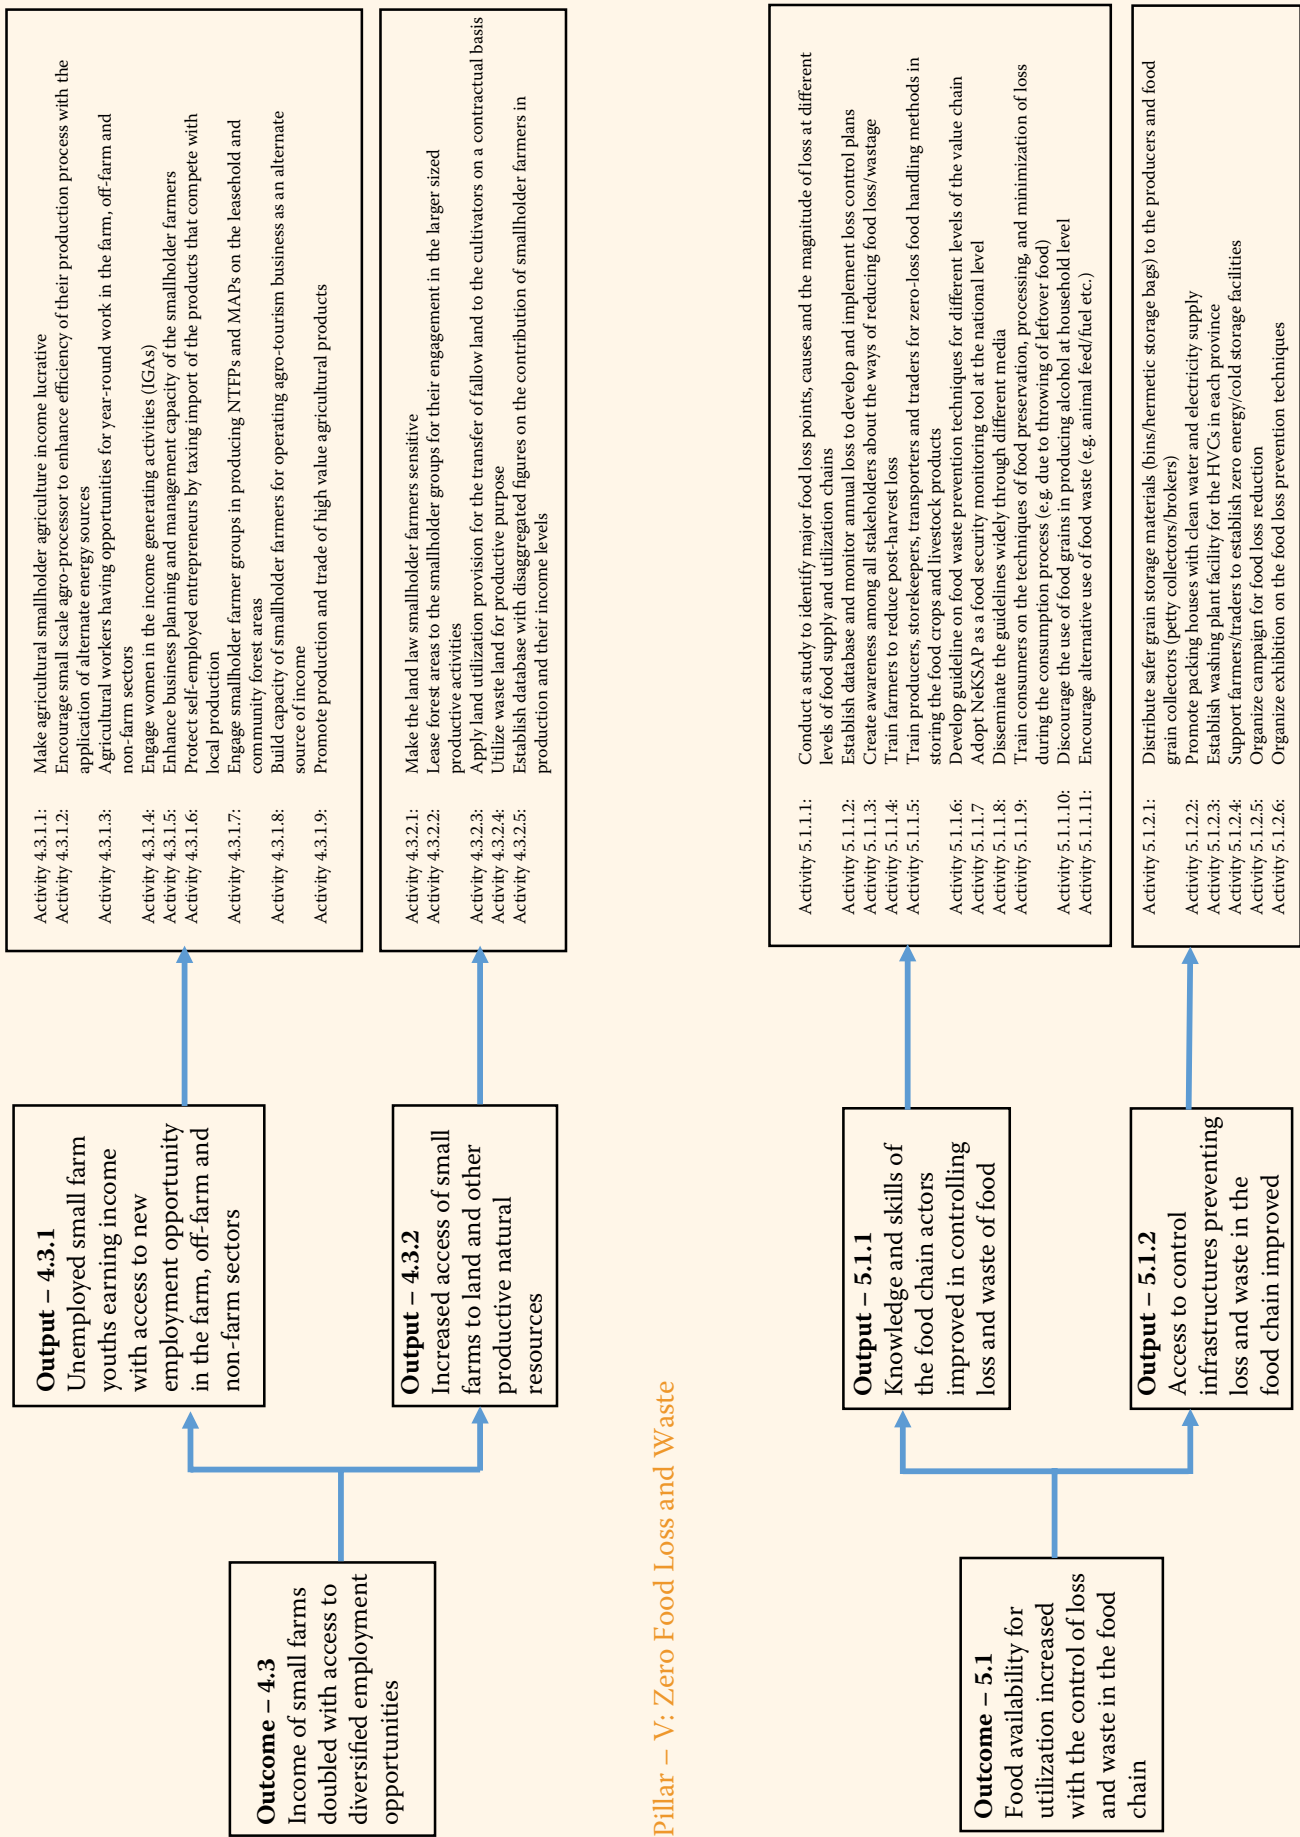 Outcome – 4.3
Income of small farms
doubled with access to
diversified employment
opportunities
Output – 4.3.1
Unemployed small farm
youths earning income
with access to new
employment opportunity
in the farm, off-farm and
non-farm sectors
Activity 4.3.1.1: Make agricultural smallholder agriculture income lucrative
Activity 4.3.1.2: Encourage small scale agro-processor to enhance efficiency of their production process with the
application of alternate energy sources
Activity 4.3.1.3: Agricultural workers having opportunities for year-round work in the farm, off-farm and
non-farm sectors
Activity 4.3.1.4: Engage women in the income generating activities (IGAs)
Activity 4.3.1.5: Enhance business planning and management capacity of the smallholder farmers
Activity 4.3.1.6: Protect self-employed entrepreneurs by taxing import of the products that compete with
local production
Activity 4.3.1.7: Engage smallholder farmer groups in producing NTFPs and MAPs on the leasehold and
community forest areas
Activity 4.3.1.8: Build capacity of smallholder farmers for operating agro-tourism business as an alternate
source of income
Activity 4.3.1.9: Promote production and trade of high value agricultural products
Output – 4.3.2
Increased access of small
farms to land and other
productive natural
resources
Activity 4.3.2.1: Make the land law smallholder farmers sensitive
Activity 4.3.2.2: Lease forest areas to the smallholder groups for their engagement in the larger sized
productive activities
Activity 4.3.2.3: Apply land utilization provision for the transfer of fallow land to the cultivators on a contractual basis
Activity 4.3.2.4: Utilize waste land for productive purpose
Activity 4.3.2.5: Establish database with disaggregated figures on the contribution of smallholder farmers in
production and their income levels
Pillar – V: Zero Food Loss and Waste
Outcome – 5.1
Food availability for
utilization increased
with the control of loss
and waste in the food
chain
Output – 5.1.1
Knowledge and skills of
the food chain actors
improved in controlling
loss and waste of food
Activity 5.1.1.1: Conduct a study to identify major food loss points, causes and the magnitude of loss at different
levels of food supply and utilization chains
Activity 5.1.1.2: Establish database and monitor annual loss to develop and implement loss control plans
Activity 5.1.1.3: Create awareness among all stakeholders about the ways of reducing food loss/wastage
Activity 5.1.1.4: Train farmers to reduce post-harvest loss
Activity 5.1.1.5: Train producers, storekeepers, transporters and traders for zero-loss food handling methods in
storing the food crops and livestock products
Activity 5.1.1.6: Develop guideline on food waste prevention techniques for different levels of the value chain
Activity 5.1.1.7 Adopt NeKSAP as a food security monitoring tool at the national level
Activity 5.1.1.8: Disseminate the guidelines widely through different media
Activity 5.1.1.9: Train consumers on the techniques of food preservation, processing, and minimization of loss
during the consumption process (e.g. due to throwing of leftover food)
Activity 5.1.1.10: Discourage the use of food grains in producing alcohol at household level
Activity 5.1.1.11: Encourage alternative use of food waste (e.g. animal feed/fuel etc.)
Output – 5.1.2
Access to control
infrastructures preventing
loss and waste in the
food chain improved
Activity 5.1.2.1: Distribute safer grain storage materials (bins/hermetic storage bags) to the producers and food
grain collectors (petty collectors/brokers)
Activity 5.1.2.2: Promote packing houses with clean water and electricity supply
Activity 5.1.2.3: Establish washing plant facility for the HVCs in each province
Activity 5.1.2.4: Support farmers/traders to establish zero energy/cold storage facilities
Activity 5.1.2.5: Organize campaign for food loss reduction
Activity 5.1.2.6: Organize exhibition on the food loss prevention techniques